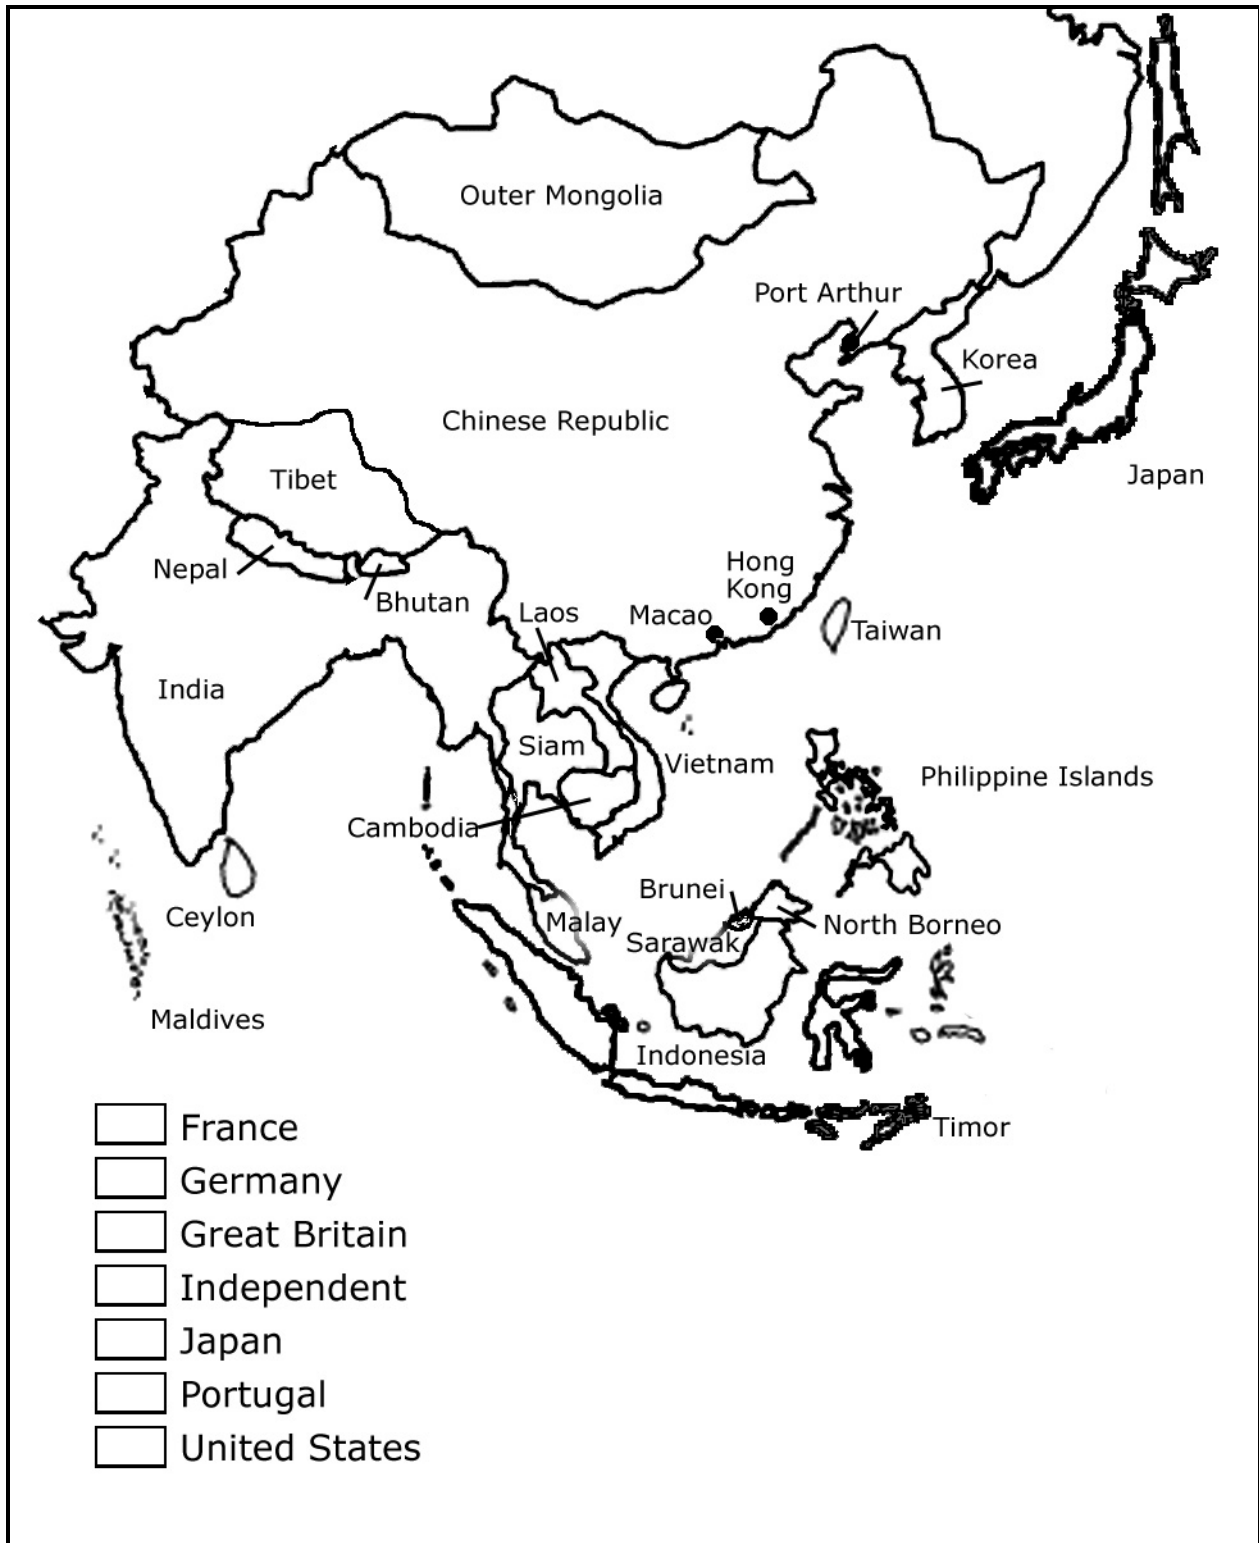 Outer Mongolia
Port Arthur
Korea
Chinese Republic
Japan
Tibet
Nepal
Bhutan
Hong
Kong
Laos
Macao
Taiwan
India
Siam
Vietnam
Philippine Islands
Cambodia
Brunei
Ceylon
Malay
North Borneo
Sarawak
Maldives
Indonesia
Timor
France
Germany
Great Britain
Independent
Japan
Portugal
United States